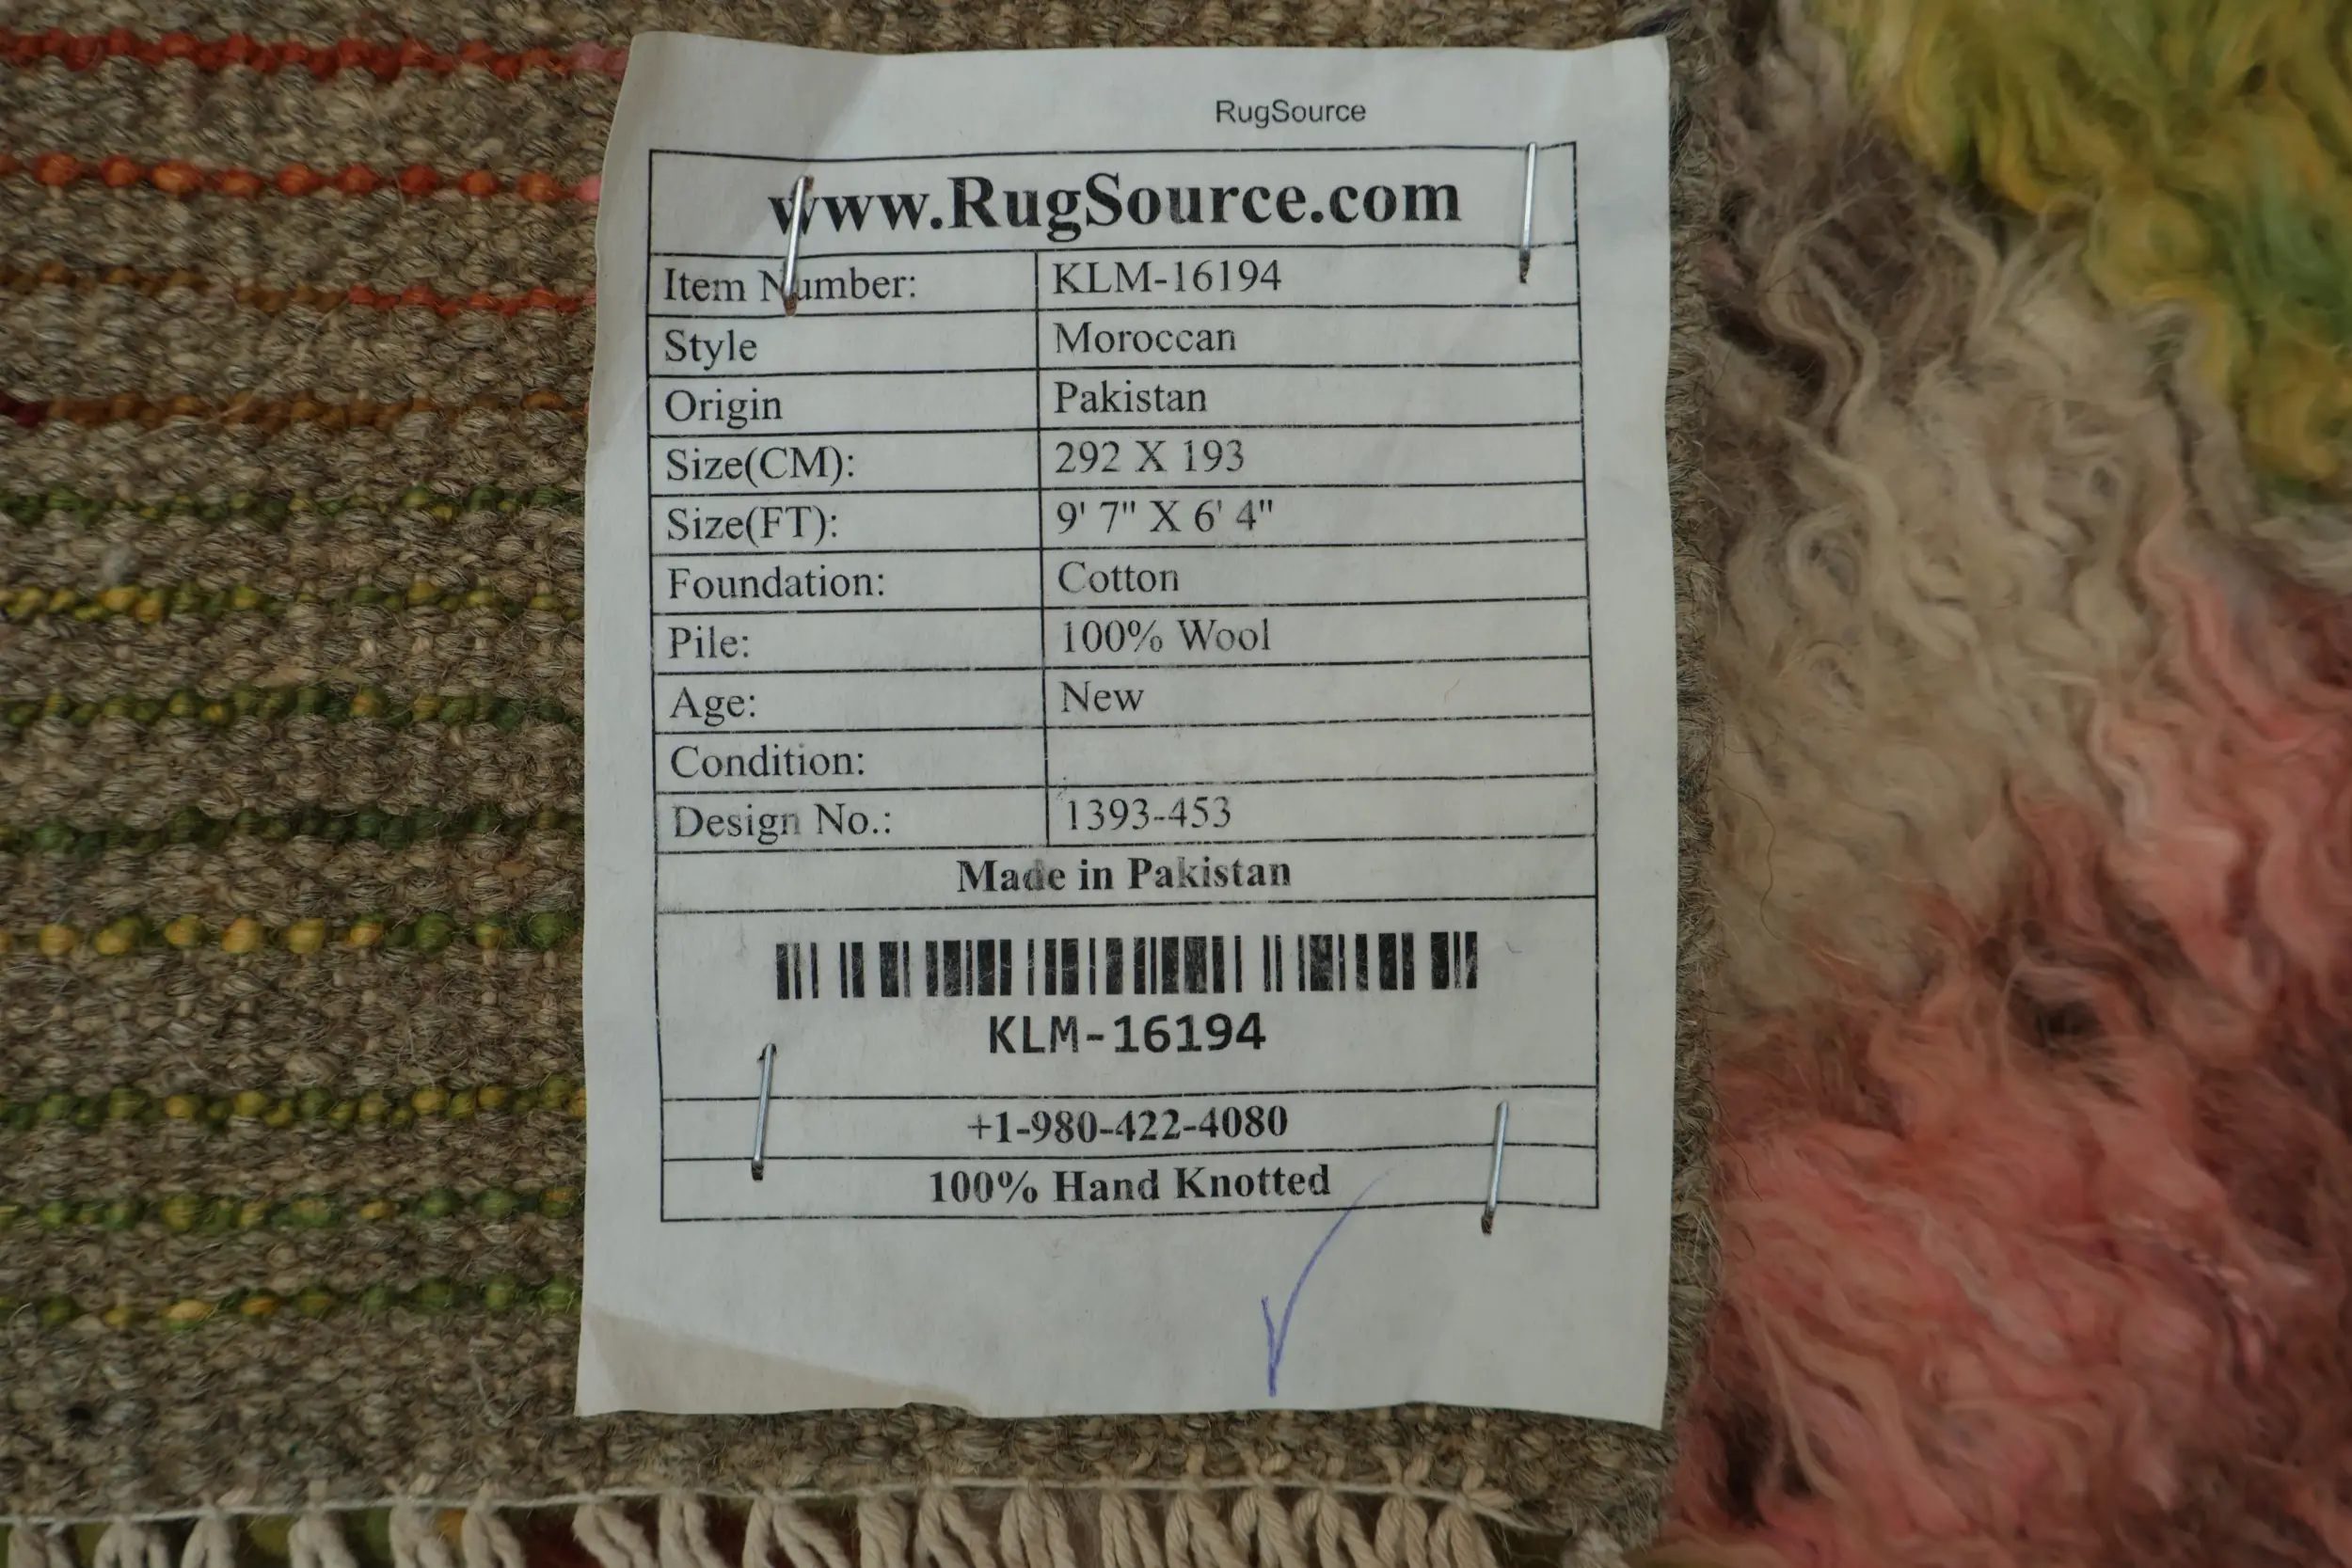 RugSource
www.RugSource.com
Item Number: KLM-16194
Style Moroccan
Origin Pakistan
Size(CM): 292 X 193
Size(FT): 9' 7" X 6' 4"
Foundation: Cotton
Pile: 100% Wool
Age: New
Condition:
Design No.: 1393-453
Made in Pakistan
KLM-16194
+1-980-422-4080
100% Hand Knotted